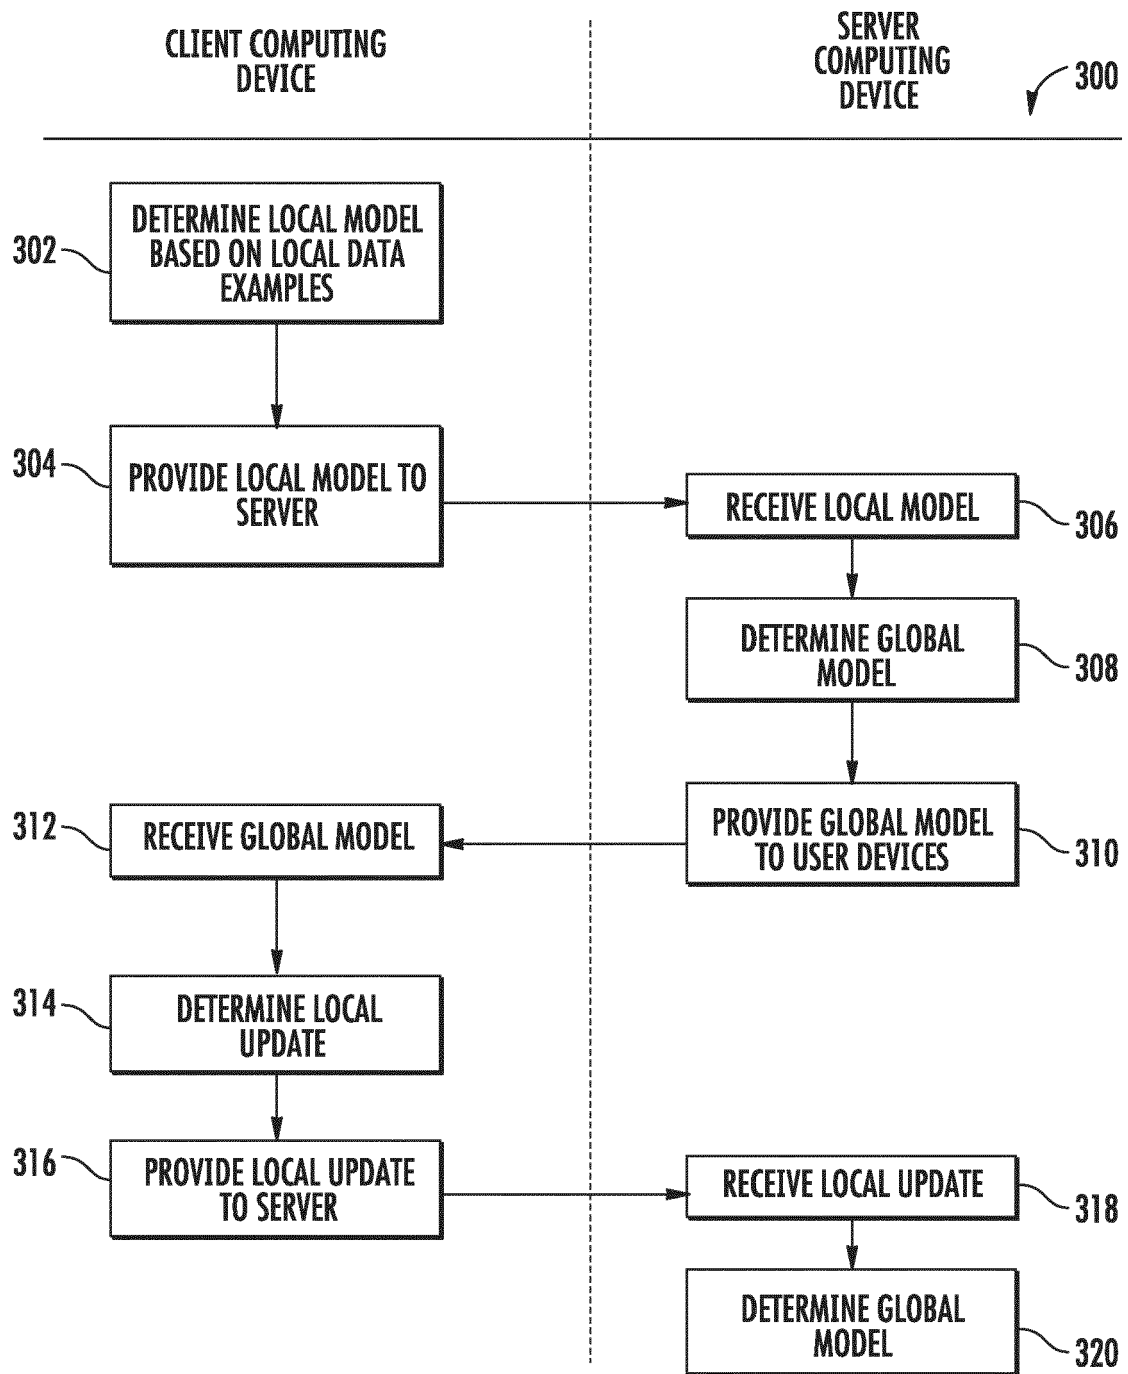 CLIENT COMPUTING
DEVICE
SERVER
COMPUTING
DEVICE
300
302
DETERMINE LOCAL MODEL
BASED ON LOCAL DATA
EXAMPLES
304
PROVIDE LOCAL MODEL TO
SERVER
RECEIVE LOCAL MODEL
306
DETERMINE GLOBAL
MODEL
308
PROVIDE GLOBAL MODEL
TO USER DEVICES
310
312
RECEIVE GLOBAL MODEL
314
DETERMINE LOCAL
UPDATE
316
PROVIDE LOCAL UPDATE
TO SERVER
RECEIVE LOCAL UPDATE
318
DETERMINE GLOBAL
MODEL
320